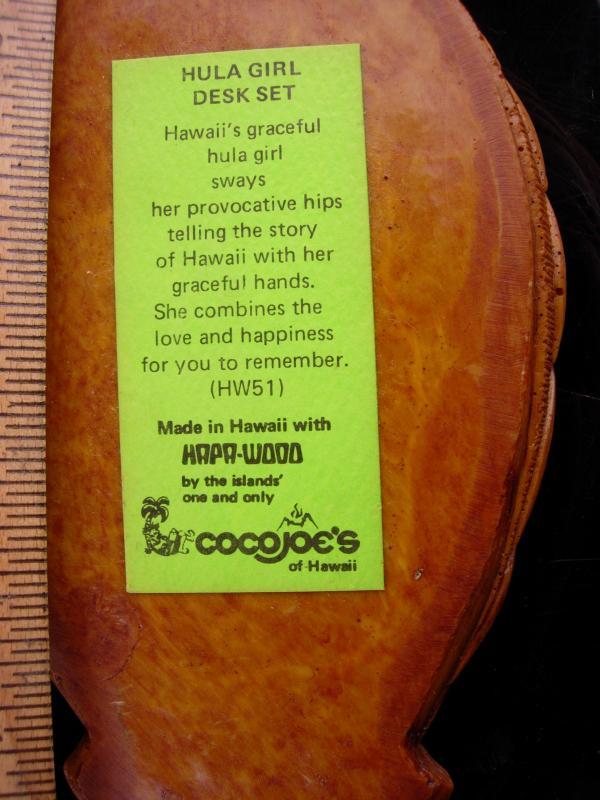 HULA GIRL
DESK SET
Hawaii's graceful
hula girl
sways
her provocative hips
telling the story
of Hawaii with her
graceful hands.
She combines the
love and happiness
for you to remember.
(HW51)
Made in Hawaii with
HAPA-WOOD
by the islands'
one and only
COCO JOE'S
of Hawaii